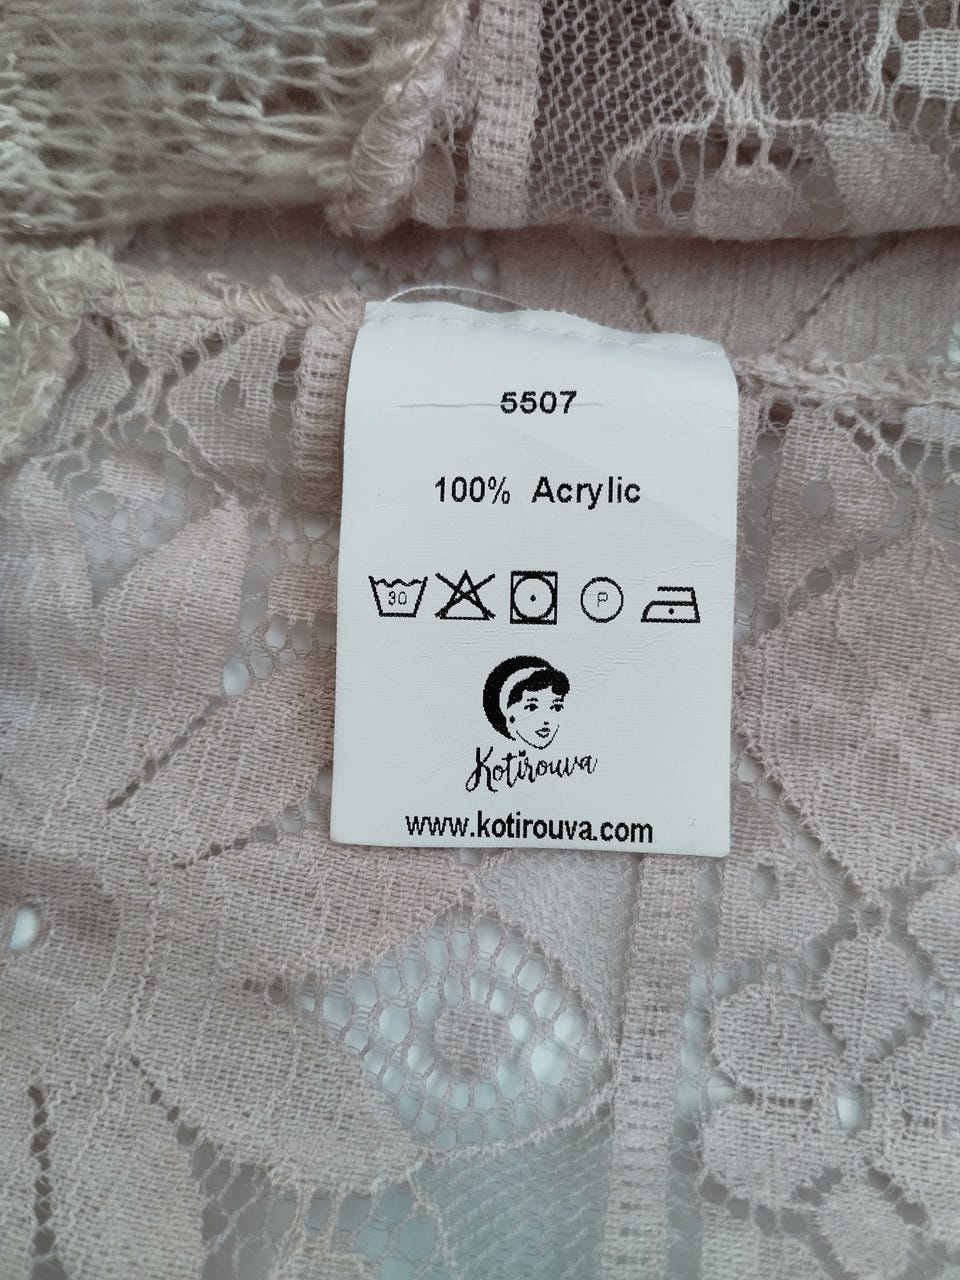 5507
100% Acrylic
30 P
Kotirouva
www.kotirouva.com